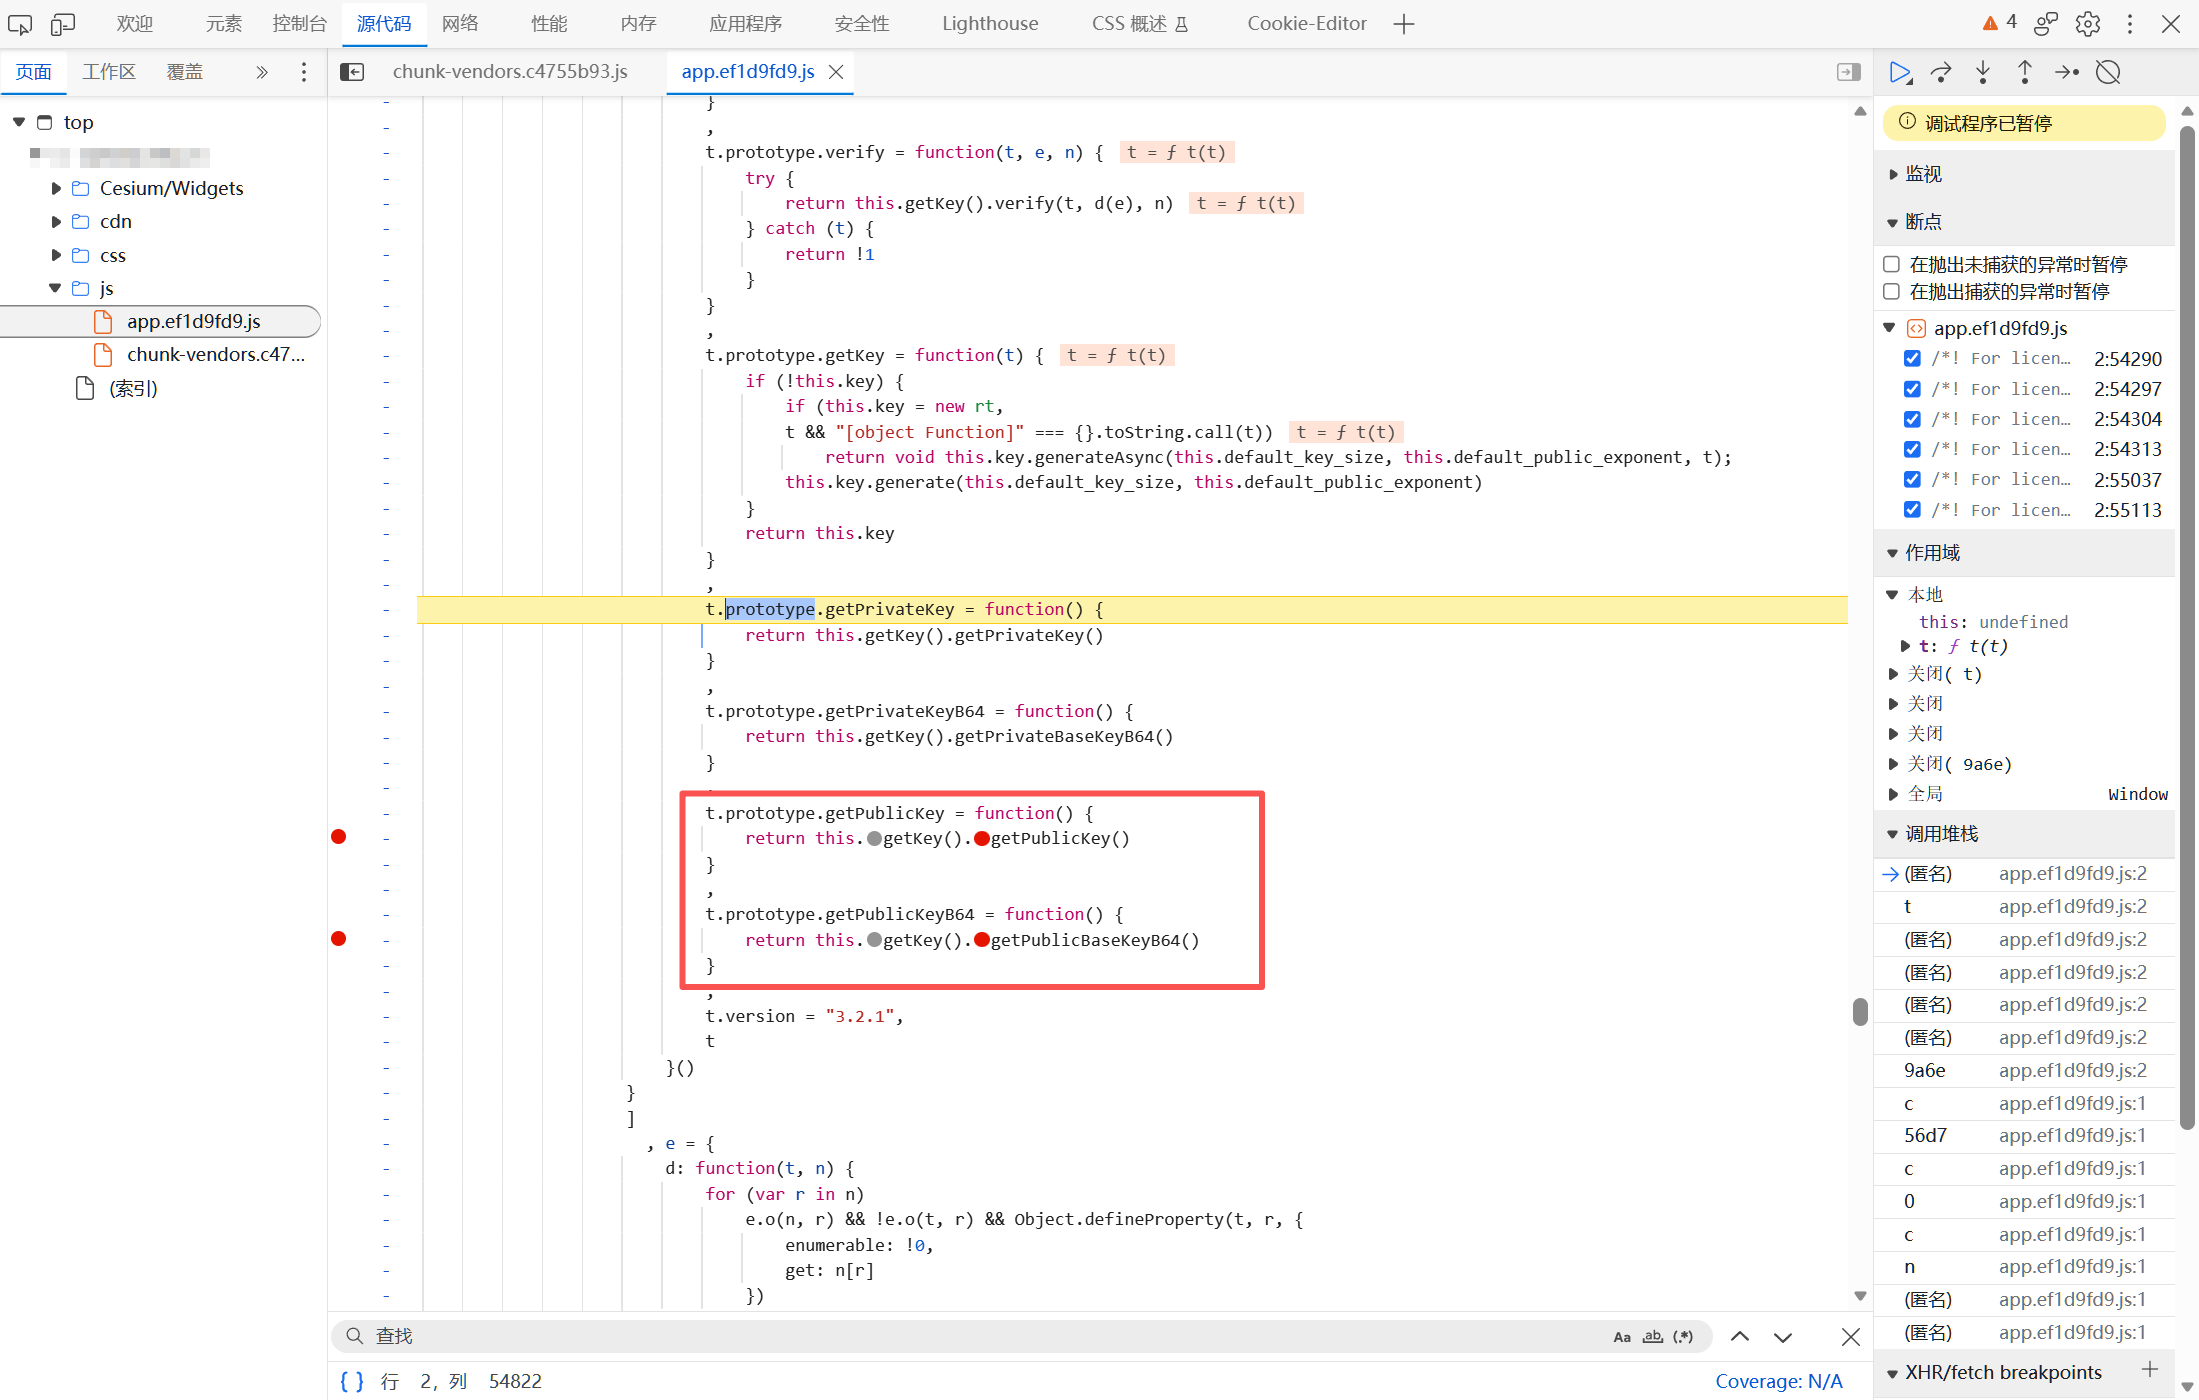 欢迎 元素 控制台 源代码 网络 性能 内存 应用程序 安全性 Lighthouse CSS 概述 Cookie-Editor 4
页面 工作区 覆盖 chunk-vendors.c4755b93.js app.ef1d9fd9.js
top
Cesium/Widgets
cdn
css
js
app.ef1d9fd9.js
chunk-vendors.c47...
(索引)
}
,
t.prototype.verify = function(t, e, n) { t = ƒ t(t)
try {
return this.getKey().verify(t, d(e), n) t = ƒ t(t)
} catch (t) {
return !1
}
}
,
t.prototype.getKey = function(t) { t = ƒ t(t)
if (!this.key) {
if (this.key = new rt,
t && "[object Function]" === {}.toString.call(t)) t = ƒ t(t)
return void this.key.generateAsync(this.default_key_size, this.default_public_exponent, t);
this.key.generate(this.default_key_size, this.default_public_exponent)
}
return this.key
}
,
t.prototype.getPrivateKey = function() {
return this.getKey().getPrivateKey()
}
,
t.prototype.getPrivateKeyB64 = function() {
return this.getKey().getPrivateBaseKeyB64()
}
,
t.prototype.getPublicKey = function() {
return this.getKey().getPublicKey()
}
,
t.prototype.getPublicKeyB64 = function() {
return this.getKey().getPublicBaseKeyB64()
}
,
t.version = "3.2.1",
t
}()
}
]
, e = {
d: function(t, n) {
for (var r in n)
e.o(n, r) && !e.o(t, r) && Object.defineProperty(t, r, {
enumerable: !0,
get: n[r]
})
查找 Aa ab (.*)
{ } 行 2, 列 54822 Coverage: N/A
调试程序已暂停
监视
断点
在抛出未捕获的异常时暂停
在抛出捕获的异常时暂停
app.ef1d9fd9.js
/*! For licen… 2:54290
/*! For licen… 2:54297
/*! For licen… 2:54304
/*! For licen… 2:54313
/*! For licen… 2:55037
/*! For licen… 2:55113
作用域
本地
this: undefined
t: ƒ t(t)
关闭( t)
关闭
关闭
关闭( 9a6e)
全局 Window
调用堆栈
(匿名) app.ef1d9fd9.js:2
t app.ef1d9fd9.js:2
(匿名) app.ef1d9fd9.js:2
(匿名) app.ef1d9fd9.js:2
(匿名) app.ef1d9fd9.js:2
(匿名) app.ef1d9fd9.js:2
9a6e app.ef1d9fd9.js:2
c app.ef1d9fd9.js:1
56d7 app.ef1d9fd9.js:1
c app.ef1d9fd9.js:1
0 app.ef1d9fd9.js:1
c app.ef1d9fd9.js:1
n app.ef1d9fd9.js:1
(匿名) app.ef1d9fd9.js:1
(匿名) app.ef1d9fd9.js:1
XHR/fetch breakpoints